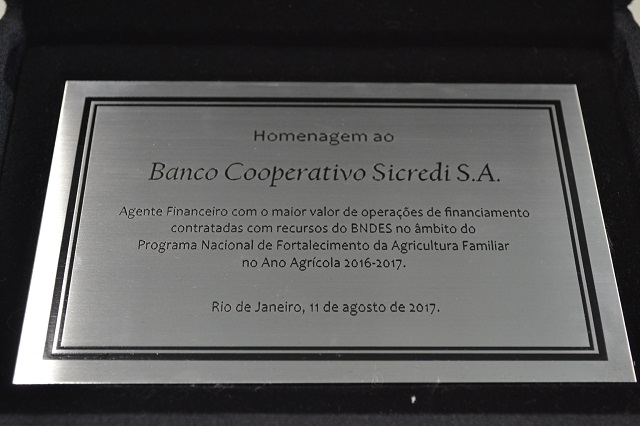 Homenagem ao
Banco Cooperativo Sicredi S.A.
Agente Financeiro com o maior valor de operações de financiamento
contratadas com recursos do BNDES no âmbito do
Programa Nacional de Fortalecimento da Agricultura Familiar
no Ano Agrícola 2016-2017.
Rio de Janeiro, 11 de agosto de 2017.